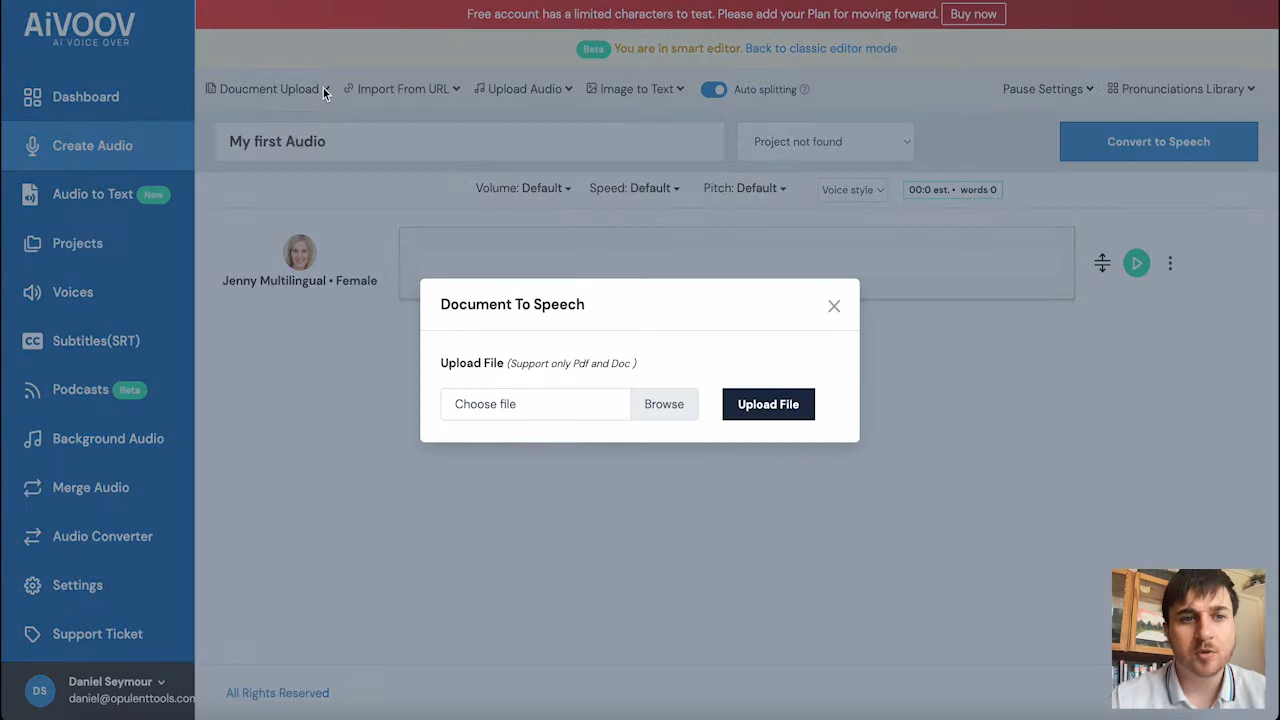 AiVOOV
Ai VOICE OVER
Free account has a limited characters to test. Please add your Plan for moving forward. Buy now
Beta You are in smart editor. Back to classic editor mode
Document Upload Import From URL Upload Audio Image to Text Auto splitting Pause Settings Pronunciations Library
My first Audio Project not found Convert to Speech
Volume: Default Speed: Default Pitch: Default Voice style 00:0 est. • words 0
Jenny Multilingual • Female
Dashboard
Create Audio
Audio to Text New
Projects
Voices
CC Subtitles(SRT)
Podcasts Beta
Background Audio
Merge Audio
Audio Converter
Settings
Support Ticket
DS Daniel Seymour
daniel@opulenttools.com
Document To Speech
Upload File (Support only Pdf and Doc )
Choose file Browse Upload File
All Rights Reserved